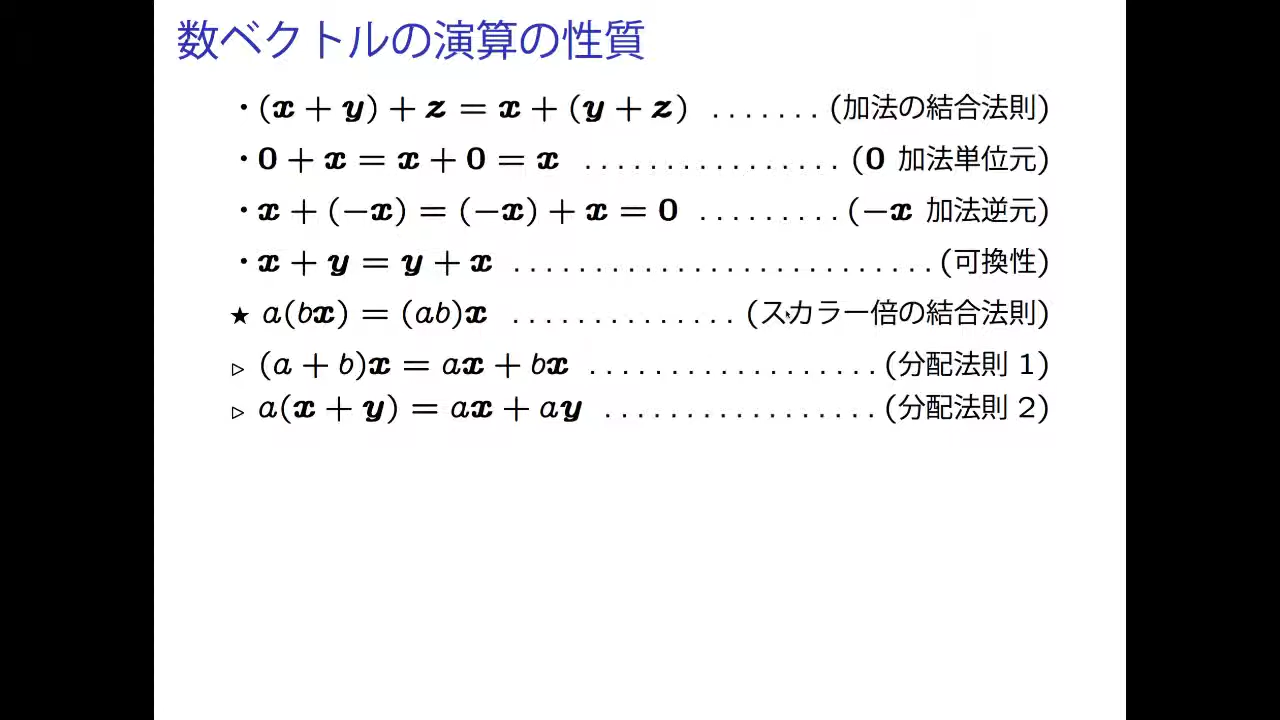 数ベクトルの演算の性質
・(x + y) + z = x + (y + z) ....... (加法の結合法則)
・0 + x = x + 0 = x ................ (0 加法単位元)
・x + (−x) = (−x) + x = 0 ......... (−x 加法逆元)
・x + y = y + x .......................... (可換性)
★ a(bx) = (ab)x .............. (スカラー倍の結合法則)
▷ (a + b)x = ax + bx .................. (分配法則 1)
▷ a(x + y) = ax + ay ................. (分配法則 2)